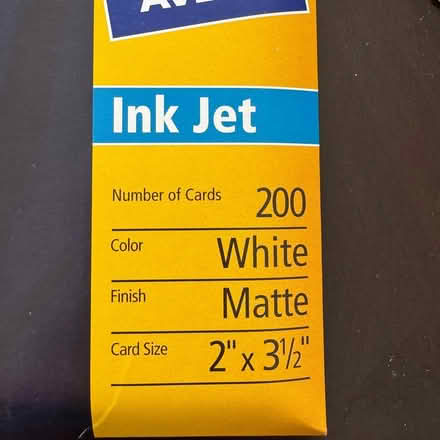 Ink Jet
Number of Cards 200
Color White
Finish Matte
Card Size 2" x 3½"